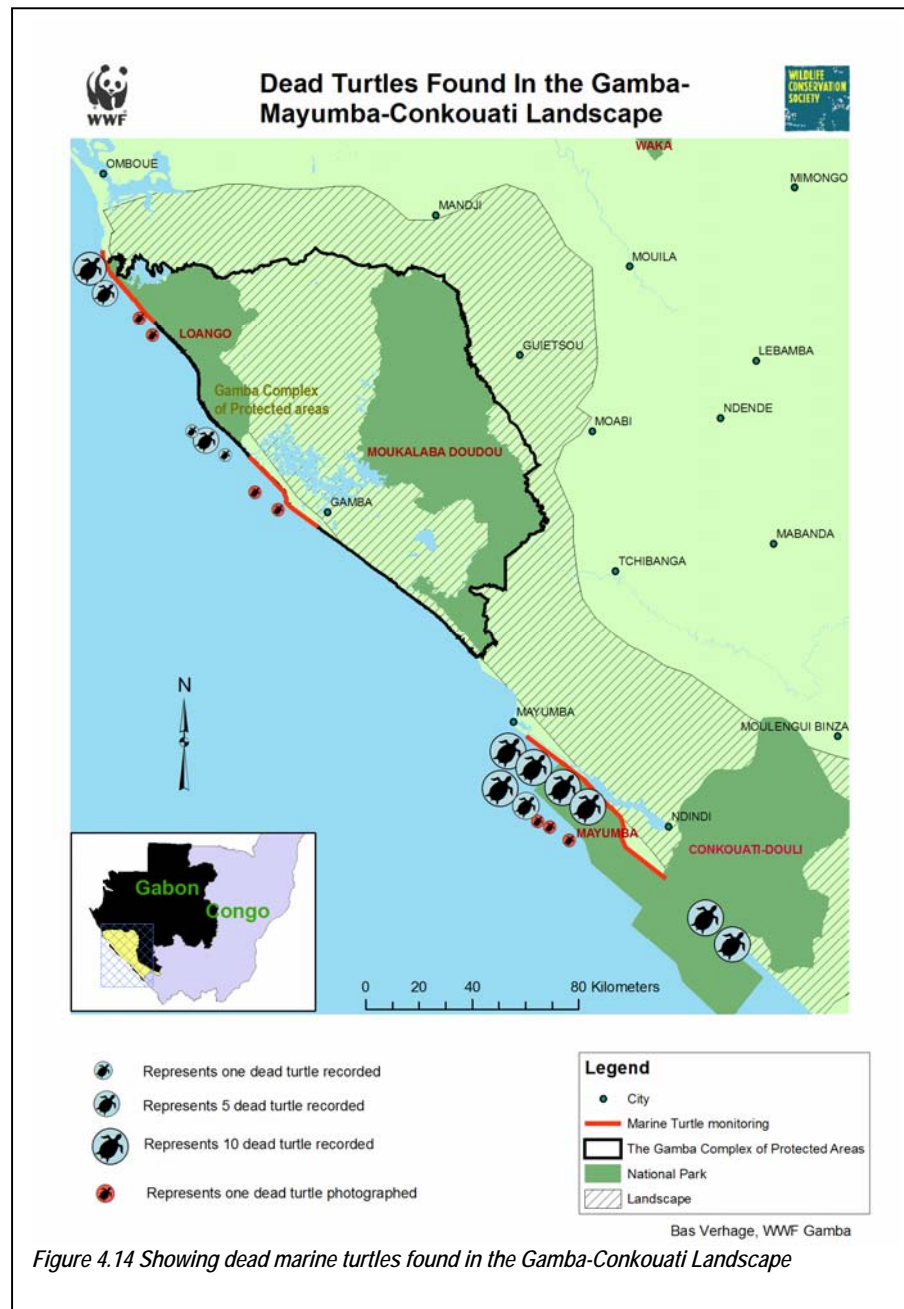 WWF
Dead Turtles Found In the Gamba-
Mayumba-Conkouati Landscape
WILDLIFE
CONSERVATION
SOCIETY
WAKA
OMBOUE
MIMONGO
MANDJI
MOUILA
LOANGO
GUIETSOU
LEBAMBA
Gamba Complex
of Protected areas
NDENDE
MOABI
MOUKALABA DOUDOU
GAMBA
MABANDA
TCHIBANGA
N
MAYUMBA
MOULENGUI BINZA
NDINDI
MAYUMBA
CONKOUATI-DOULI
Gabon
Congo
0 20 40 80 Kilometers
Represents one dead turtle recorded
Represents 5 dead turtle recorded
Represents 10 dead turtle recorded
Represents one dead turtle photographed
Legend
City
Marine Turtle monitoring
The Gamba Complex of Protected Areas
National Park
Landscape
Bas Verhage, WWF Gamba
Figure 4.14 Showing dead marine turtles found in the Gamba-Conkouati Landscape